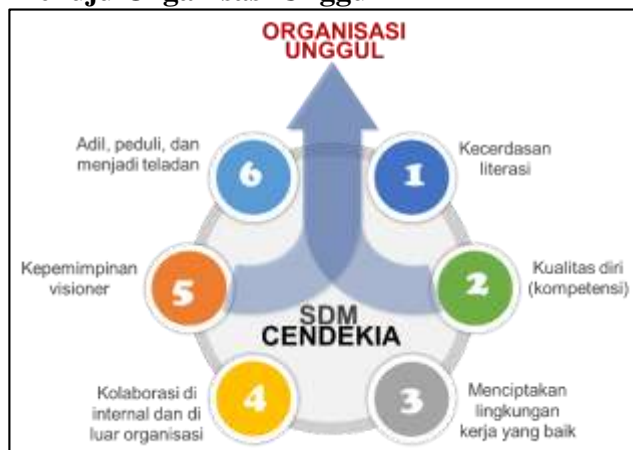 ORGANISASI
UNGGUL
Adil, peduli, dan
menjadi teladan
6
1
Kecerdasan
literasi
Kepemimpinan
visioner
5
2
Kualitas diri
(kompetensi)
SDM
CENDEKIA
Kolaborasi di
internal dan di
luar organisasi
4
3
Menciptakan
lingkungan
kerja yang baik